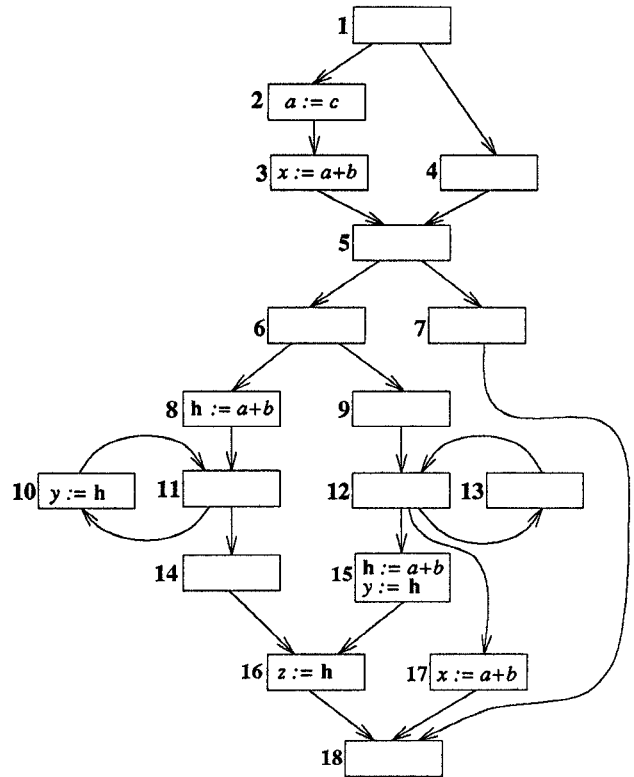 1
2 a := c
3 x := a+b
4
5
6
7
8 h := a+b
9
10 y := h
11
12
13
14
15 h := a+b
y := h
16 z := h
17 x := a+b
18